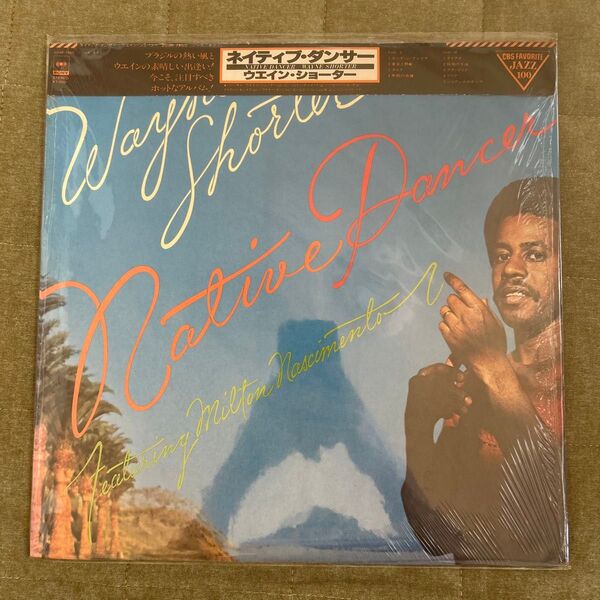 ブラジルの熱い風と
ウエインの素晴しい出逢い!
今こそ、注目すべき
ホットなアルバム!
ネイティブ・ダンサー
NATIVE DANCER WAYNE SHORTER
ウエイン・ショーター
CBS FAVORITE
JAZZ
100
Wayne
Shorter
Native Dancer
Featuring Milton Nascimento